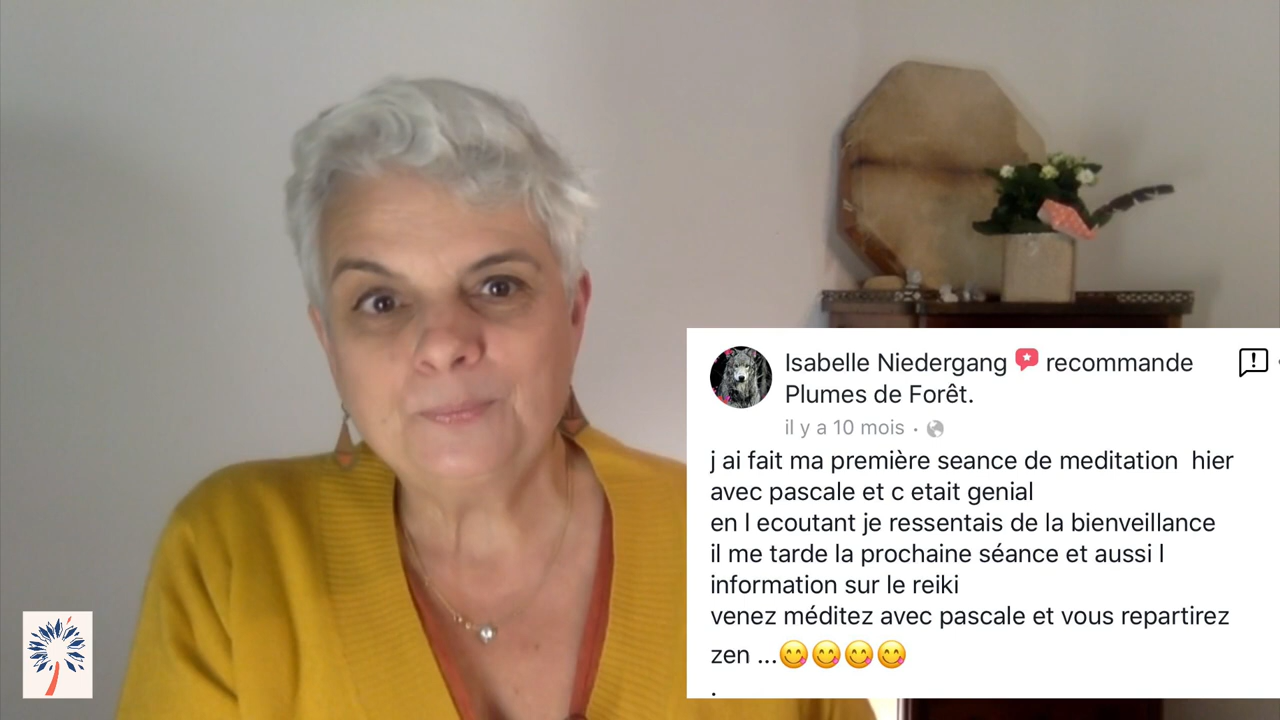 Isabelle Niedergang recommande
Plumes de Forêt.
il y a 10 mois ·
j ai fait ma première seance de meditation hier
avec pascale et c etait genial
en l ecoutant je ressentais de la bienveillance
il me tarde la prochaine séance et aussi l
information sur le reiki
venez méditez avec pascale et vous repartirez
zen ...😋😋😋😋
.